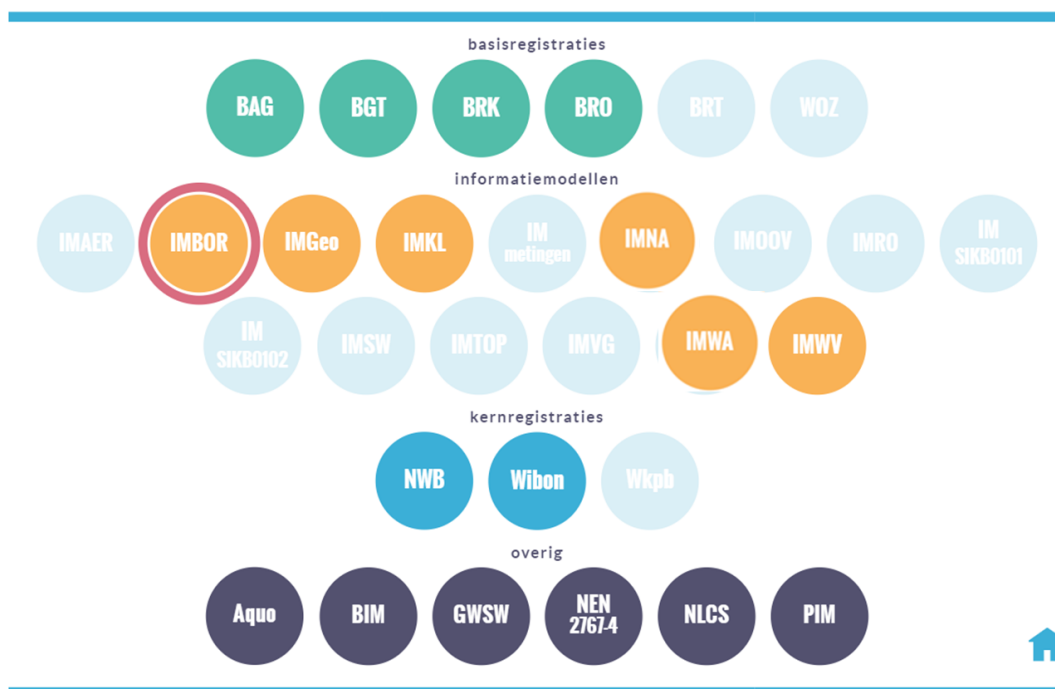 basisregistraties
BAG BGT BRK BRO BRT WOZ
informatiemodellen
IMAER IMBOR IMGeo IMKL IM metingen IMNA IMOOV IMRO IM SIKB0101
IM SIKB0102 IMSW IMTOP IMVG IMWA IMWV
kernregistraties
NWB Wibon Wkpb
overig
Aquo BIM GWSW NEN 2767-4 NLCS PIM